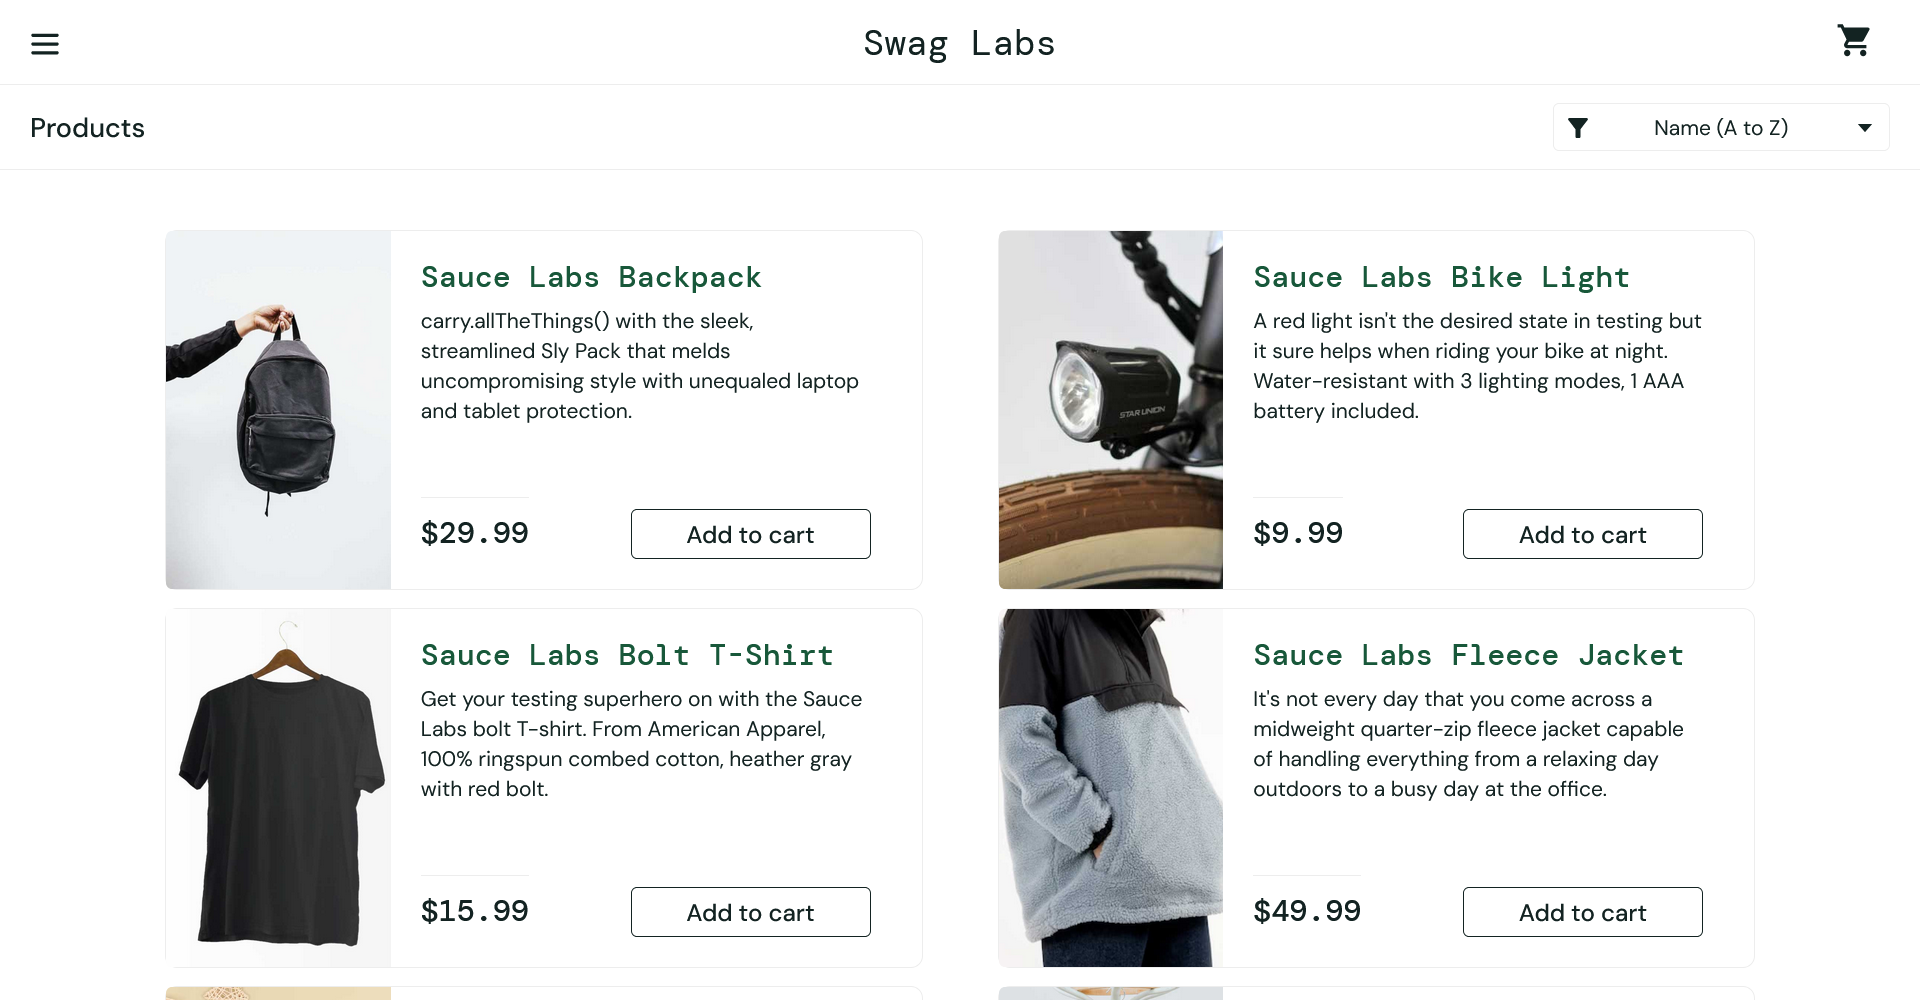 Swag Labs
Products
Name (A to Z)
Sauce Labs Backpack
carry.allTheThings() with the sleek,
streamlined Sly Pack that melds
uncompromising style with unequaled laptop
and tablet protection.
$29.99
Add to cart
Sauce Labs Bike Light
A red light isn't the desired state in testing but
it sure helps when riding your bike at night.
Water-resistant with 3 lighting modes, 1 AAA
battery included.
STAR UNION
$9.99
Add to cart
Sauce Labs Bolt T-Shirt
Get your testing superhero on with the Sauce
Labs bolt T-shirt. From American Apparel,
100% ringspun combed cotton, heather gray
with red bolt.
$15.99
Add to cart
Sauce Labs Fleece Jacket
It's not every day that you come across a
midweight quarter-zip fleece jacket capable
of handling everything from a relaxing day
outdoors to a busy day at the office.
$49.99
Add to cart